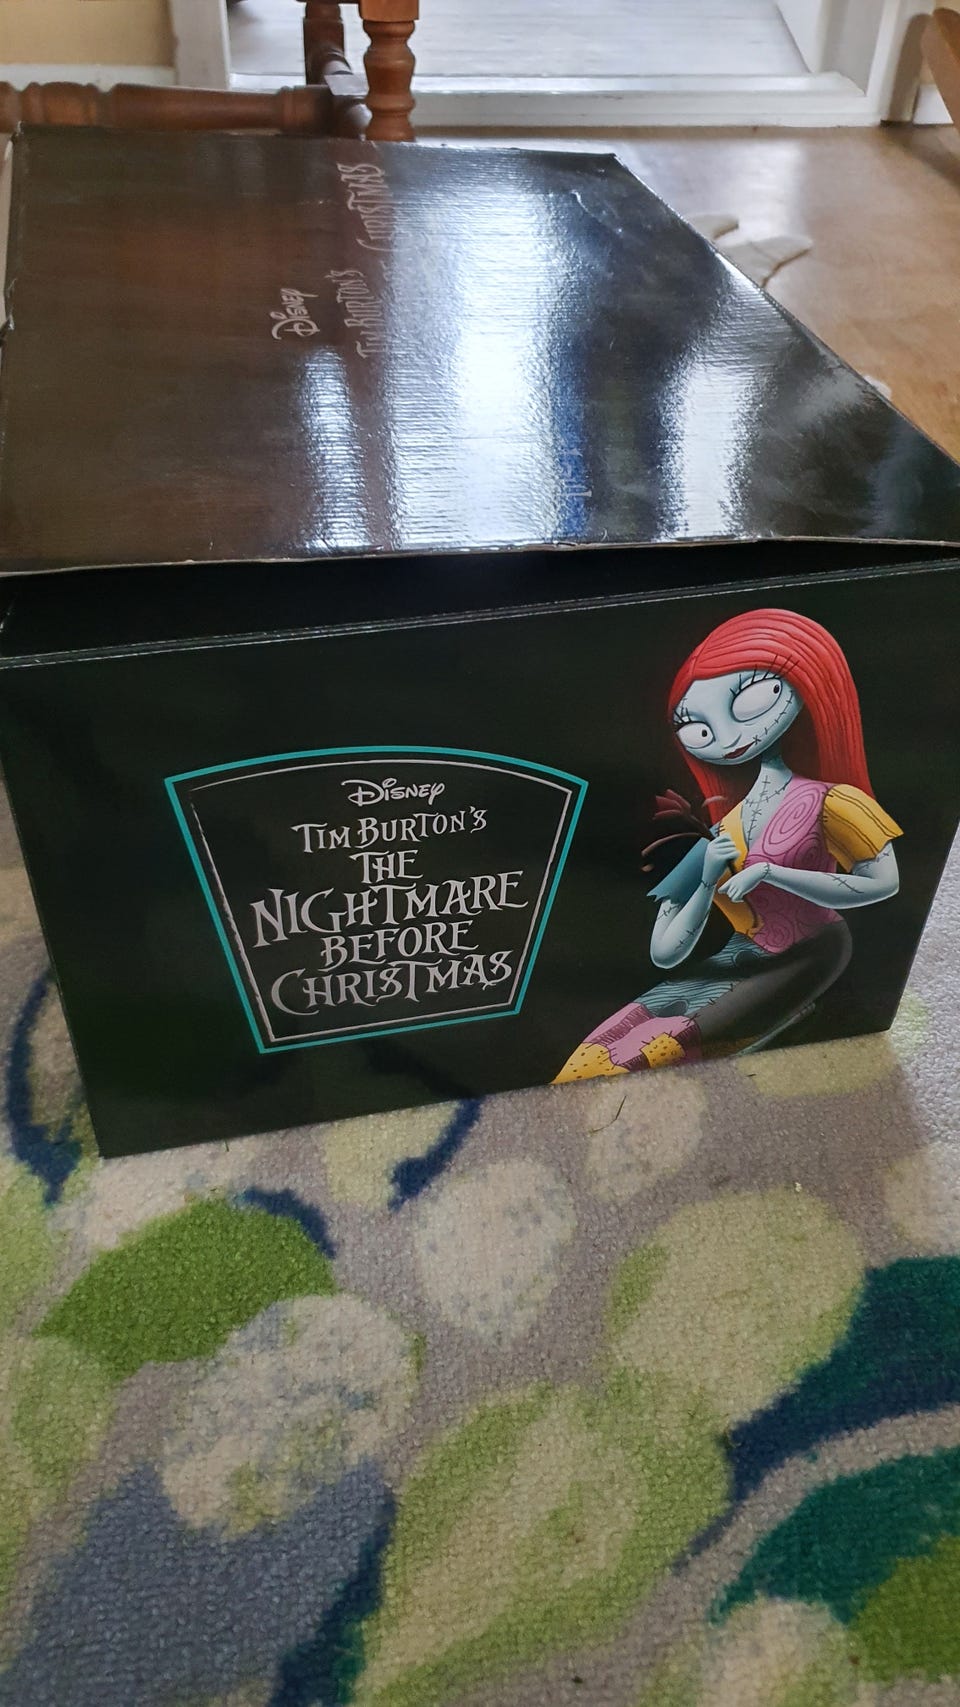 Disney
Tim Burton's
Christmas
Disney
Tim Burton's
The
Nightmare
Before
Christmas